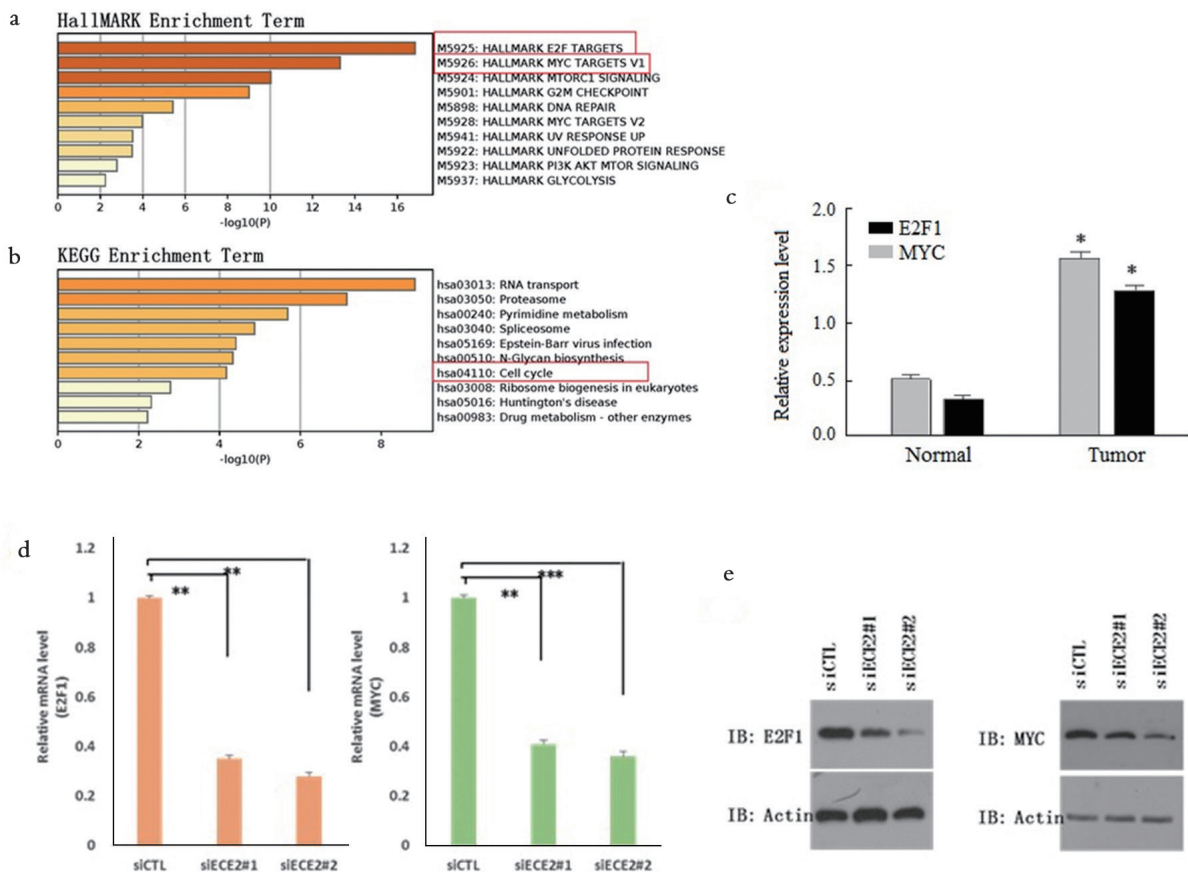 a
HallMARK Enrichment Term
M5925: HALLMARK E2F TARGETS
M5926: HALLMARK MYC TARGETS V1
M5924: HALLMARK MTORC1 SIGNALING
M5901: HALLMARK G2M CHECKPOINT
M5898: HALLMARK DNA REPAIR
M5928: HALLMARK MYC TARGETS V2
M5941: HALLMARK UV RESPONSE UP
M5922: HALLMARK UNFOLDED PROTEIN RESPONSE
M5923: HALLMARK PI3K AKT MTOR SIGNALING
M5937: HALLMARK GLYCOLYSIS
0 2 4 6 8 10 12 14 16
-log10(P)
b
KEGG Enrichment Term
hsa03013: RNA transport
hsa03050: Proteasome
hsa00240: Pyrimidine metabolism
hsa03040: Spliceosome
hsa05169: Epstein-Barr virus infection
hsa00510: N-Glycan biosynthesis
hsa04110: Cell cycle
hsa03008: Ribosome biogenesis in eukaryotes
hsa05016: Huntington's disease
hsa00983: Drug metabolism - other enzymes
0 2 4 6 8
-log10(P)
c
Relative expression level
2.0
1.5
1.0
0.5
0.0
E2F1
MYC
*
*
Normal Tumor
d
Relative mRNA level
(E2F1)
1.2
1
0.8
0.6
0.4
0.2
0
**
**
siCTL siECE2#1 siECE2#2
Relative mRNA level
(MYC)
1.2
1
0.8
0.6
0.4
0.2
0
***
**
siCTL siECE2#1 siECE2#2
e
siCTL
siECE2#1
siECE2#2
IB: E2F1
IB: Actin
siCTL
siECE2#1
siECE2#2
IB: MYC
IB: Actin